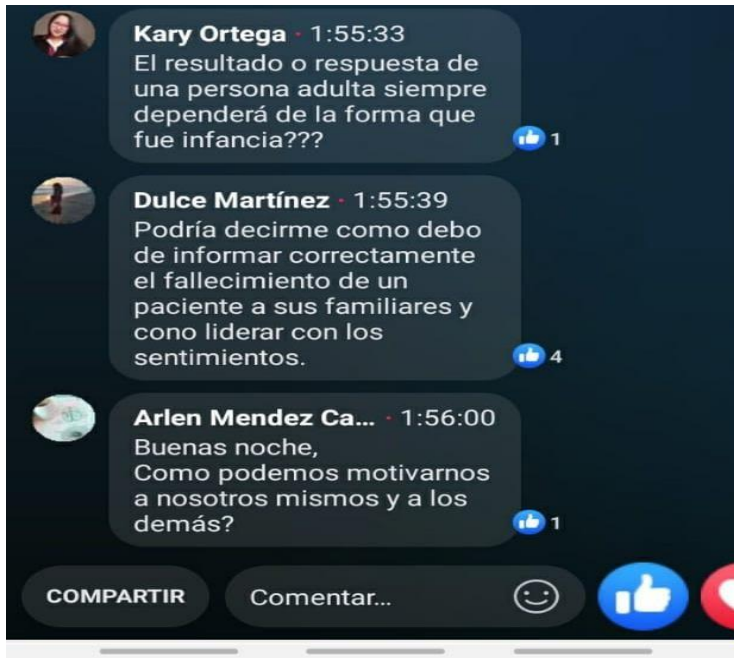 Kary Ortega · 1:55:33
El resultado o respuesta de
una persona adulta siempre
dependerá de la forma que
fue infancia???
1
Dulce Martínez · 1:55:39
Podría decirme como debo
de informar correctamente
el fallecimiento de un
paciente a sus familiares y
cono liderar con los
sentimientos.
4
Arlen Mendez Ca... · 1:56:00
Buenas noche,
Como podemos motivarnos
a nosotros mismos y a los
demás?
1
COMPARTIR
Comentar...